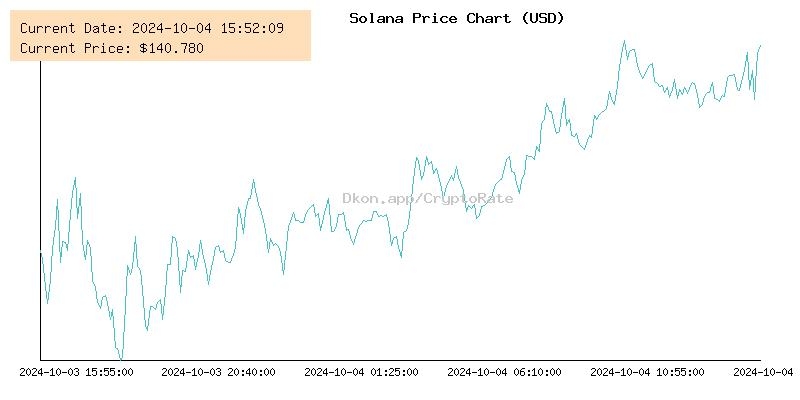 Solana Price Chart (USD)
Current Date: 2024-10-04 15:52:09
Current Price: $140.780
Dkon.app/CryptoRate
2024-10-03 15:55:00
2024-10-03 20:40:00
2024-10-04 01:25:00
2024-10-04 06:10:00
2024-10-04 10:55:00
2024-10-04